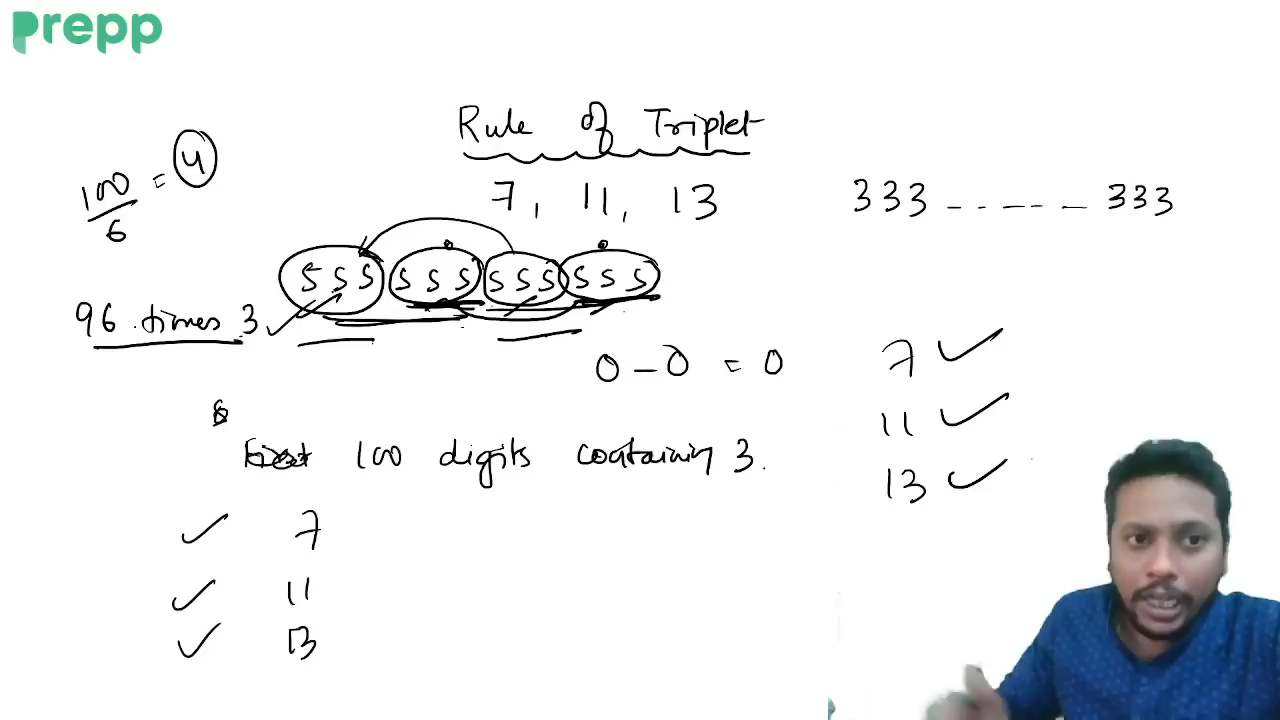 prepp
Rule of Triplet
100/6 = 4
7, 11, 13
333 ------ 333
555 555 555 555
96 times 3
0 - 0 = 0
7
11
100 digits containing 3.
13
7
11
13